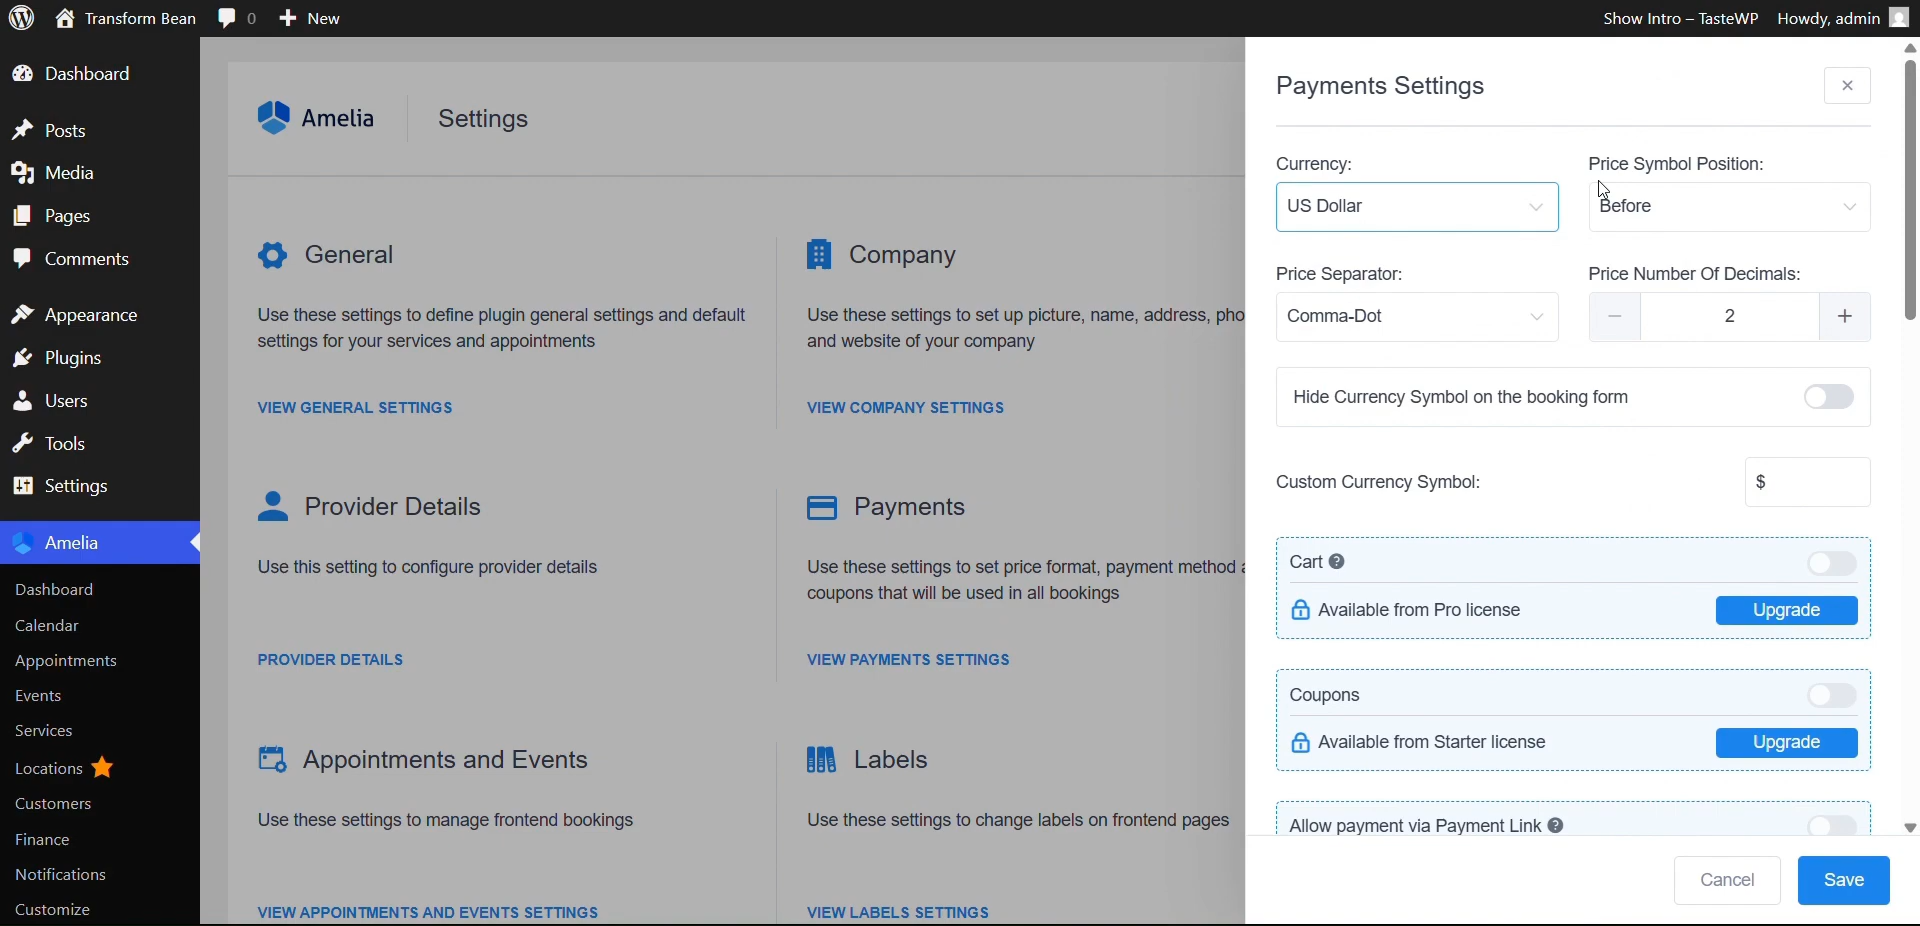 Transform Bean
0
New
Show Intro – TasteWP
Howdy, admin
Dashboard
Posts
Media
Pages
Comments
Appearance
Plugins
Users
Tools
Settings
Amelia
Dashboard
Calendar
Appointments
Events
Services
Locations
Customers
Finance
Notifications
Customize
Amelia
Settings
General
Use these settings to define plugin general settings and default
settings for your services and appointments
VIEW GENERAL SETTINGS
Company
Use these settings to set up picture, name, address, pho
and website of your company
VIEW COMPANY SETTINGS
Provider Details
Use this setting to configure provider details
PROVIDER DETAILS
Payments
Use these settings to set price format, payment method a
coupons that will be used in all bookings
VIEW PAYMENTS SETTINGS
Appointments and Events
Use these settings to manage frontend bookings
VIEW APPOINTMENTS AND EVENTS SETTINGS
Labels
Use these settings to change labels on frontend pages
VIEW LABELS SETTINGS
Payments Settings
Currency:
US Dollar
Price Symbol Position:
Before
Price Separator:
Comma-Dot
Price Number Of Decimals:
2
Hide Currency Symbol on the booking form
Custom Currency Symbol:
$
Cart
Available from Pro license
Upgrade
Coupons
Available from Starter license
Upgrade
Allow payment via Payment Link
Cancel
Save